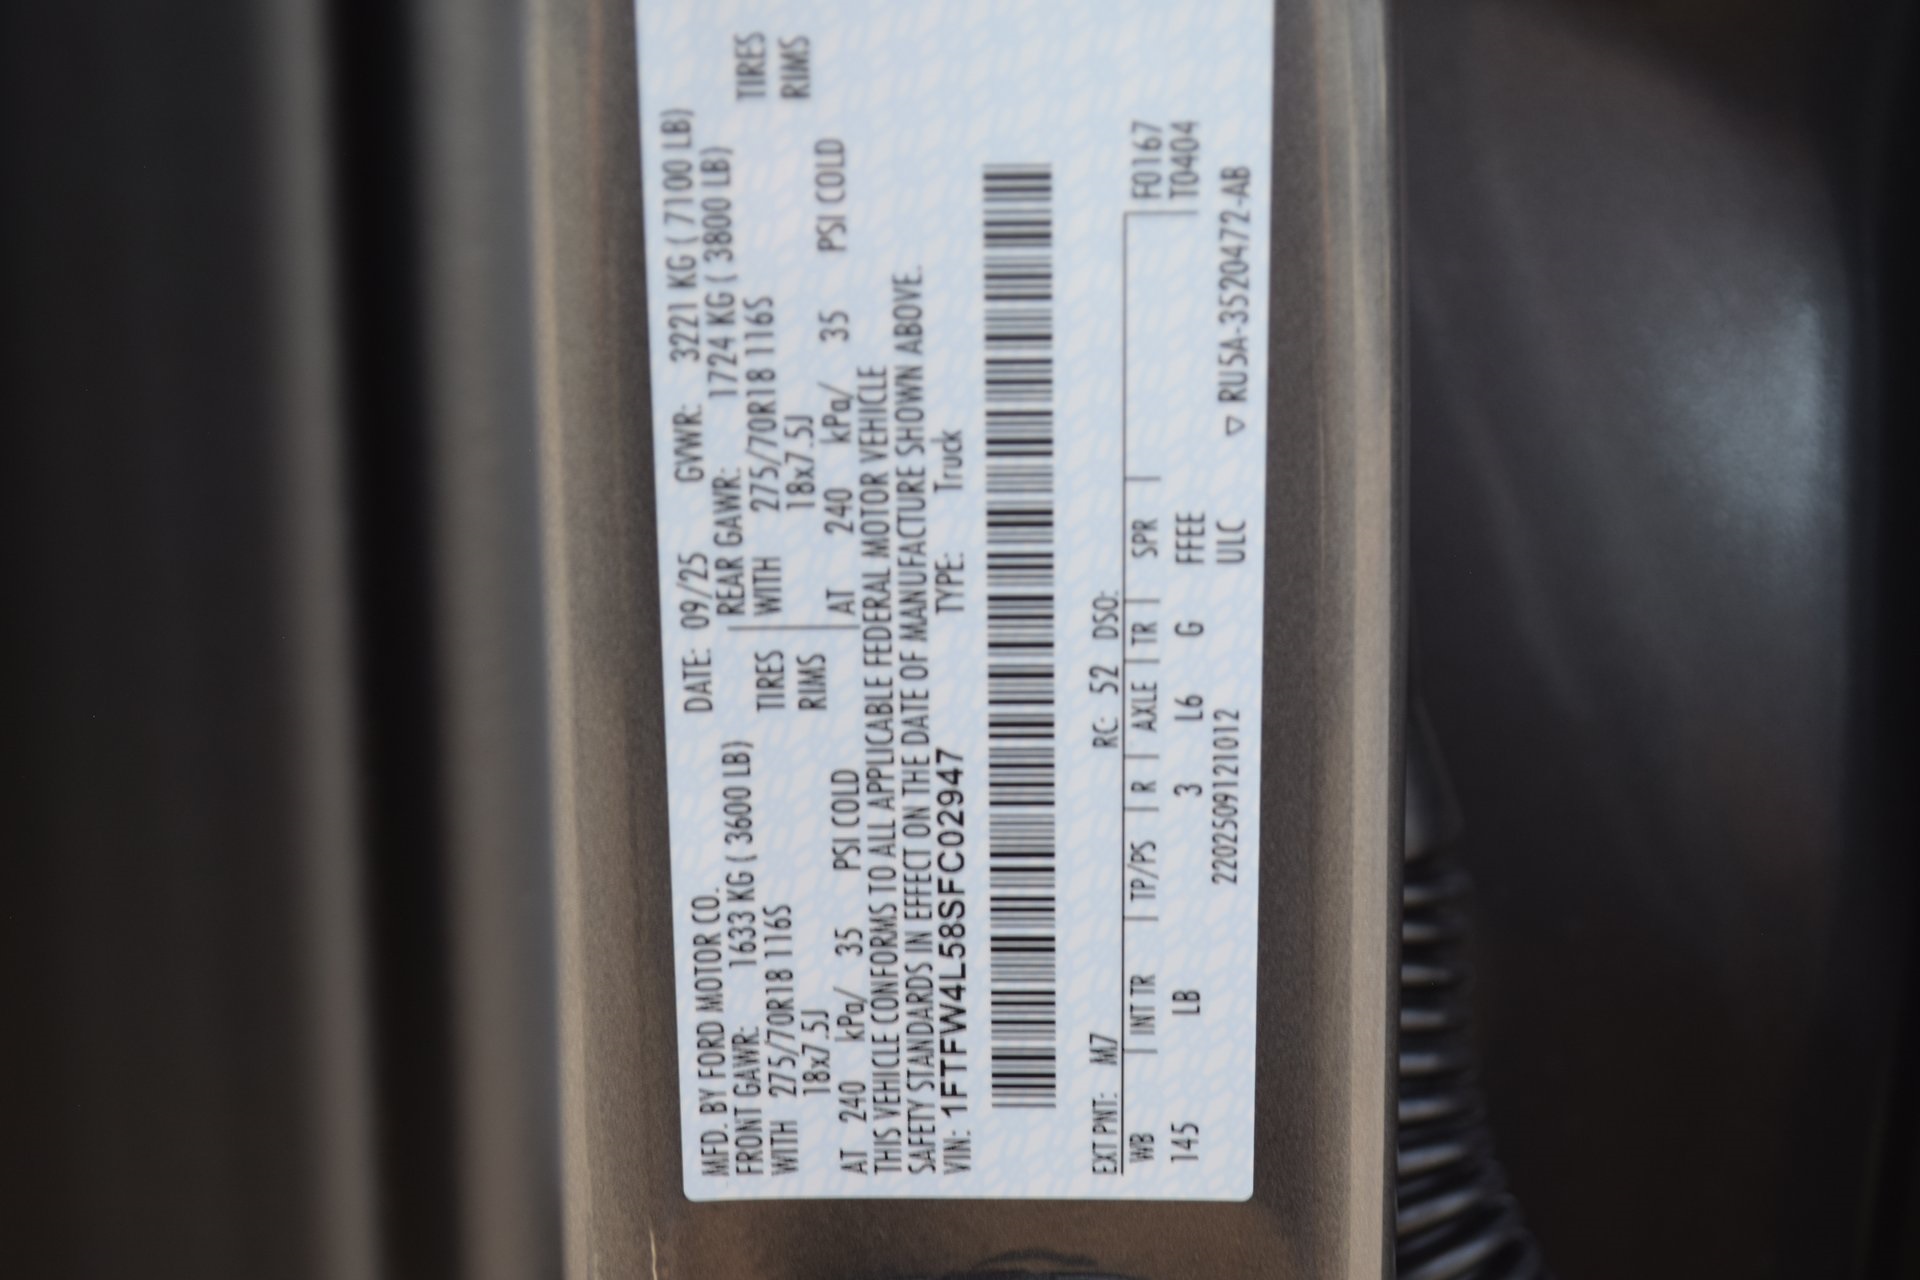 MFD. BY FORD MOTOR CO. DATE: 09/25 GVWR: 3221 KG ( 7100 LB)
FRONT GAWR: 1633 KG ( 3600 LB) REAR GAWR: 1724 KG ( 3800 LB)
WITH 275/70R18 116S TIRES WITH 275/70R18 116S TIRES
18x7.5J RIMS 18x7.5J RIMS
AT 240 kPa/ 35 PSI COLD AT 240 kPa/ 35 PSI COLD
THIS VEHICLE CONFORMS TO ALL APPLICABLE FEDERAL MOTOR VEHICLE
SAFETY STANDARDS IN EFFECT ON THE DATE OF MANUFACTURE SHOWN ABOVE.
VIN: 1FTFW4L58SFC02947 TYPE: Truck
EXT PNT: M7 RC: 52 DSO:
WB | INT TR | TP/PS | R | AXLE | TR | SPR | F0167
145 LB 3 L6 G FFEE T0404
2202509121012 ULC ▽ RU5A-3520472-AB